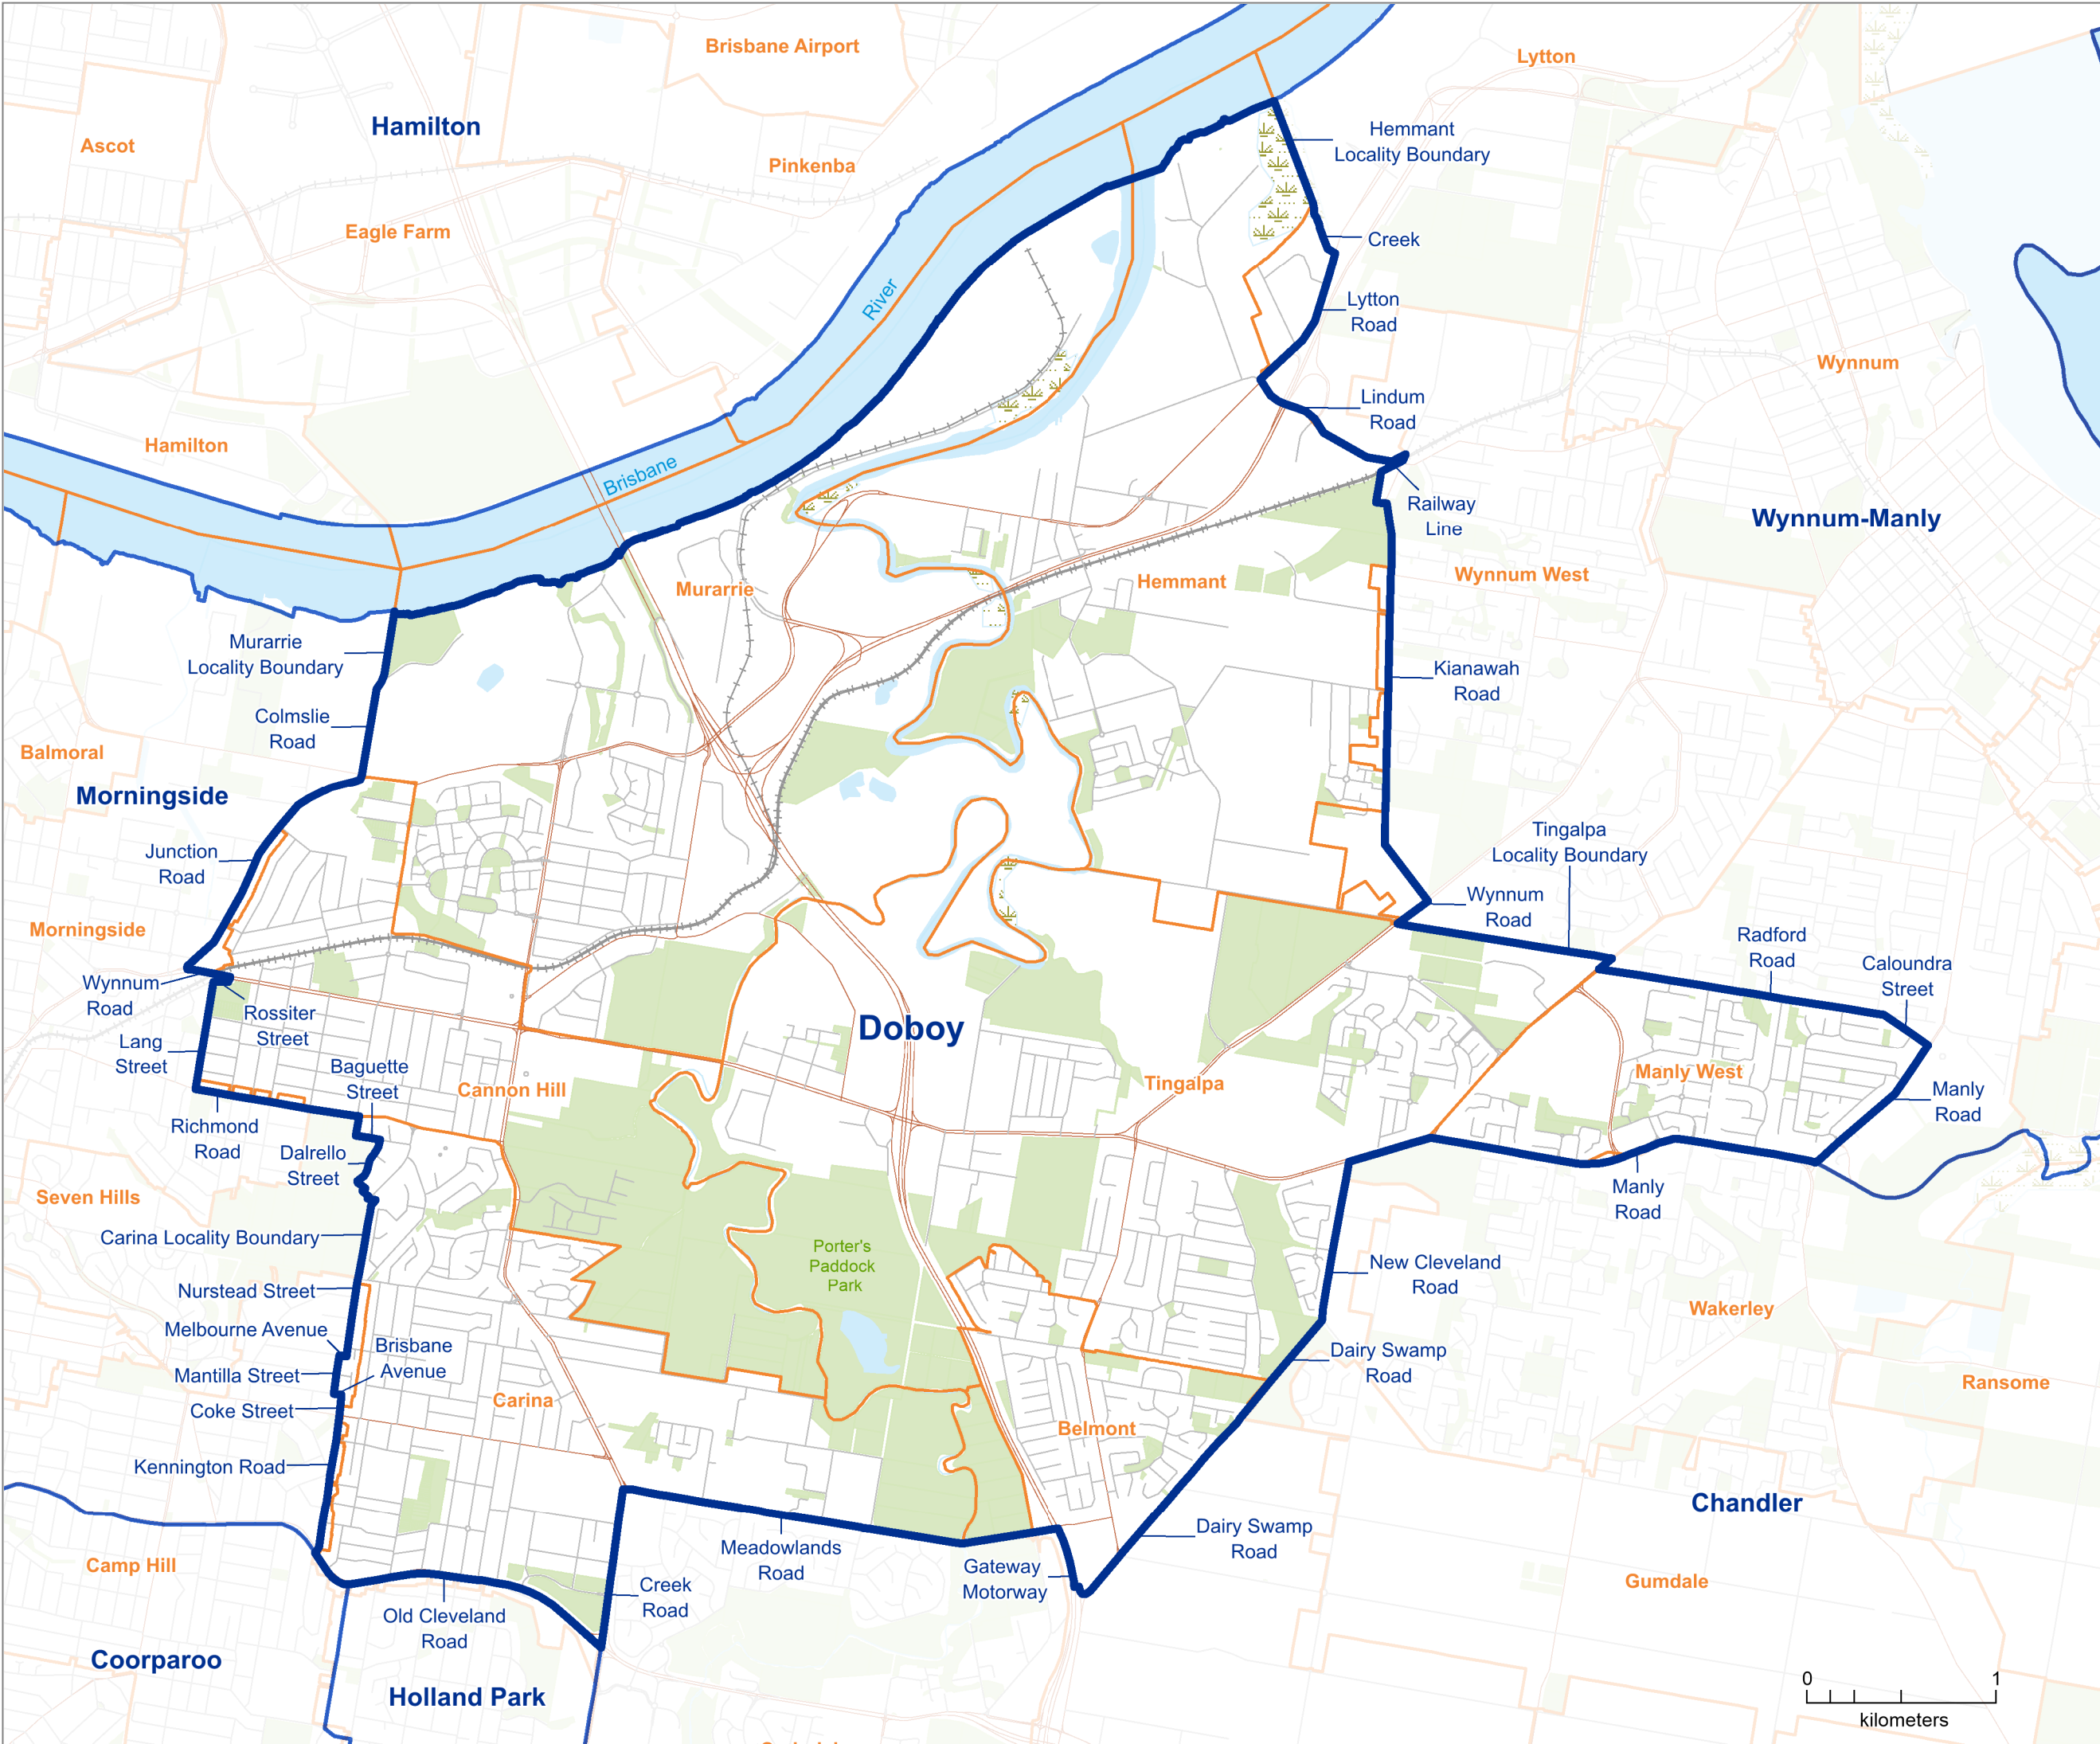 Brisbane Airport
Lytton
Hamilton
Hemmant
Locality Boundary
Ascot
Pinkenba
Eagle Farm
Creek
River
Lytton
Road
Wynnum
Lindum
Road
Hamilton
Brisbane
Railway
Line
Wynnum-Manly
Murarrie
Hemmant
Wynnum West
Murarrie
Locality Boundary
Kianawah
Road
Colmslie
Road
Balmoral
Morningside
Tingalpa
Locality Boundary
Junction
Road
Wynnum
Road
Morningside
Radford
Road
Caloundra
Street
Wynnum
Road
Rossiter
Street
Doboy
Lang
Street
Baguette
Street
Cannon Hill
Tingalpa
Manly West
Manly
Road
Richmond
Road
Dalrello
Street
Seven Hills
Manly
Road
Carina Locality Boundary
Porter's
Paddock
Park
New Cleveland
Road
Nurstead Street
Wakerley
Melbourne Avenue
Brisbane
Avenue
Dairy Swamp
Road
Mantilla Street
Ransome
Coke Street
Carina
Belmont
Kennington Road
Chandler
Dairy Swamp
Road
Meadowlands
Road
Camp Hill
Gateway
Motorway
Gumdale
Creek
Road
Old Cleveland
Road
Coorparoo
Holland Park
0 1
kilometers